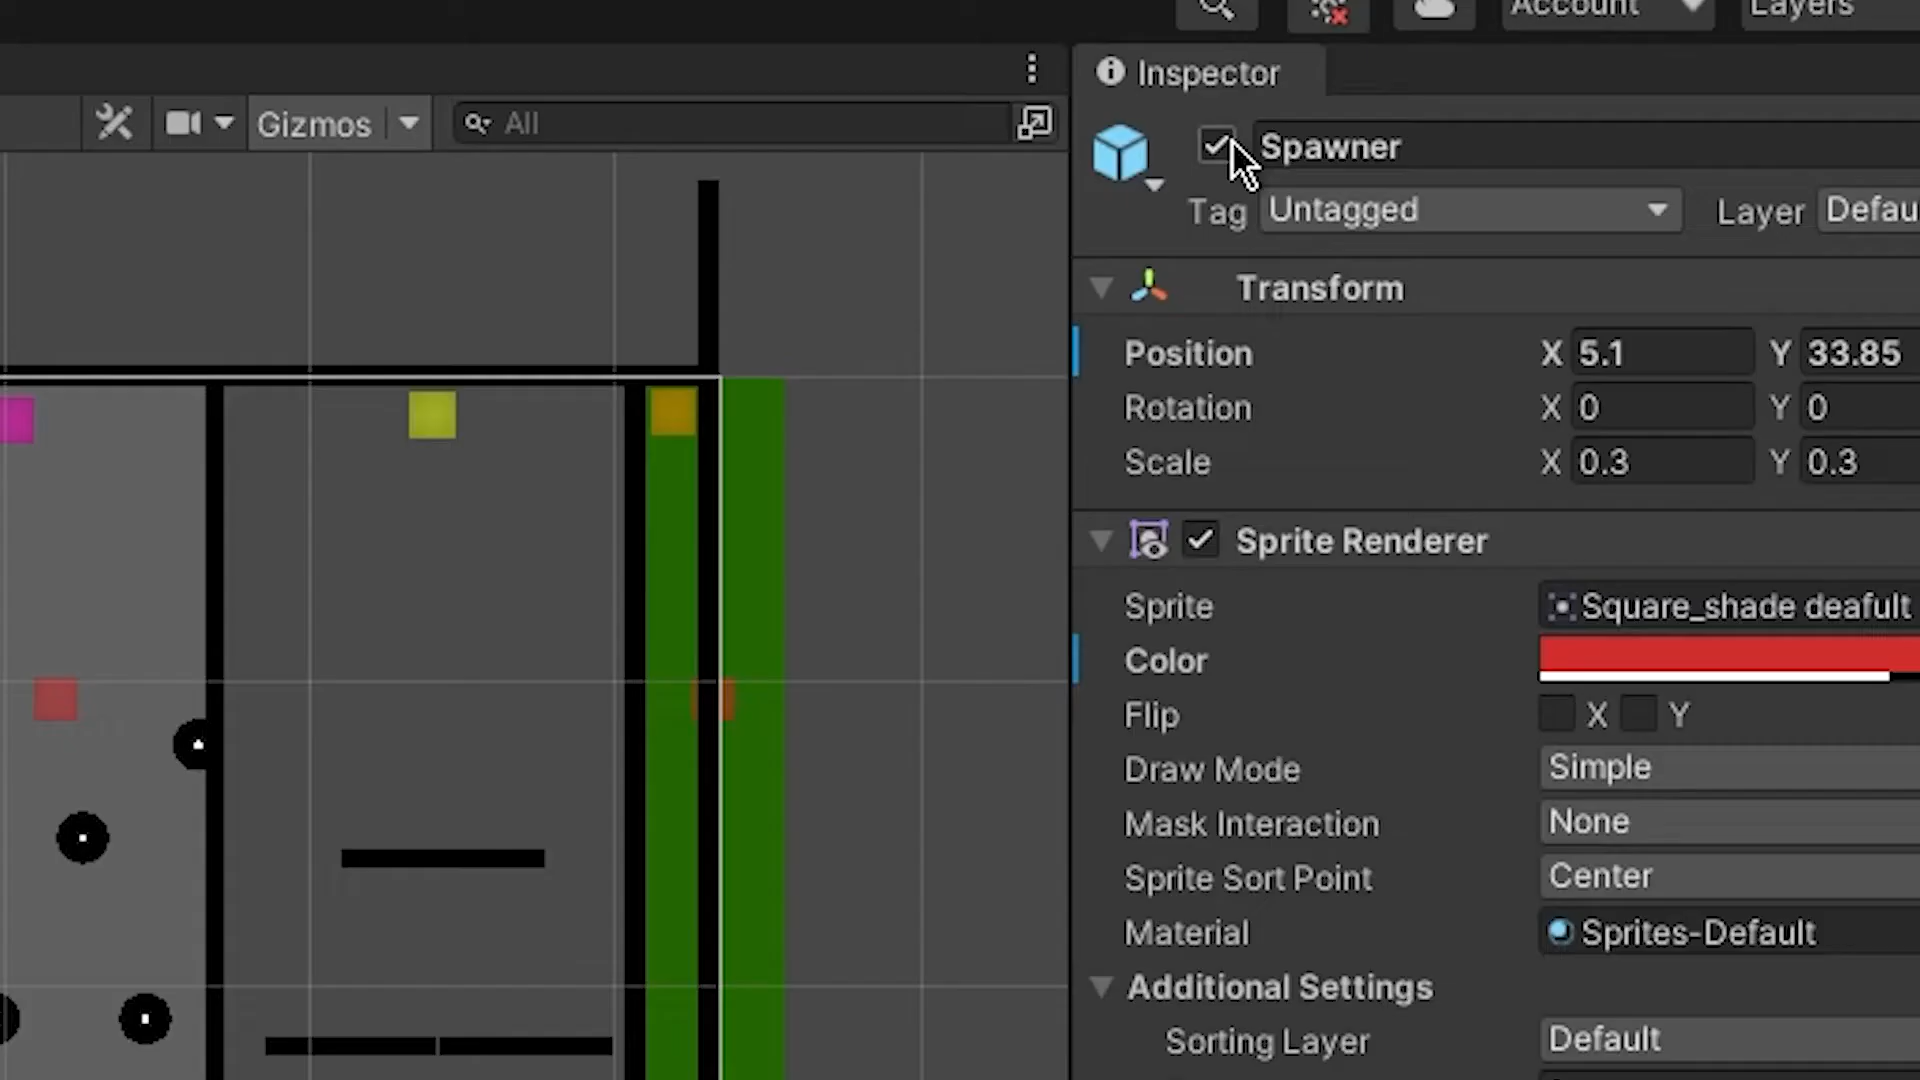 Account Layers
Inspector
Gizmos All
Spawner
Tag Untagged Layer Defau
Transform
Position X 5.1 Y 33.85
Rotation X 0 Y 0
Scale X 0.3 Y 0.3
Sprite Renderer
Sprite Square_shade deafult
Color
Flip X Y
Draw Mode Simple
Mask Interaction None
Sprite Sort Point Center
Material Sprites-Default
Additional Settings
Sorting Layer Default